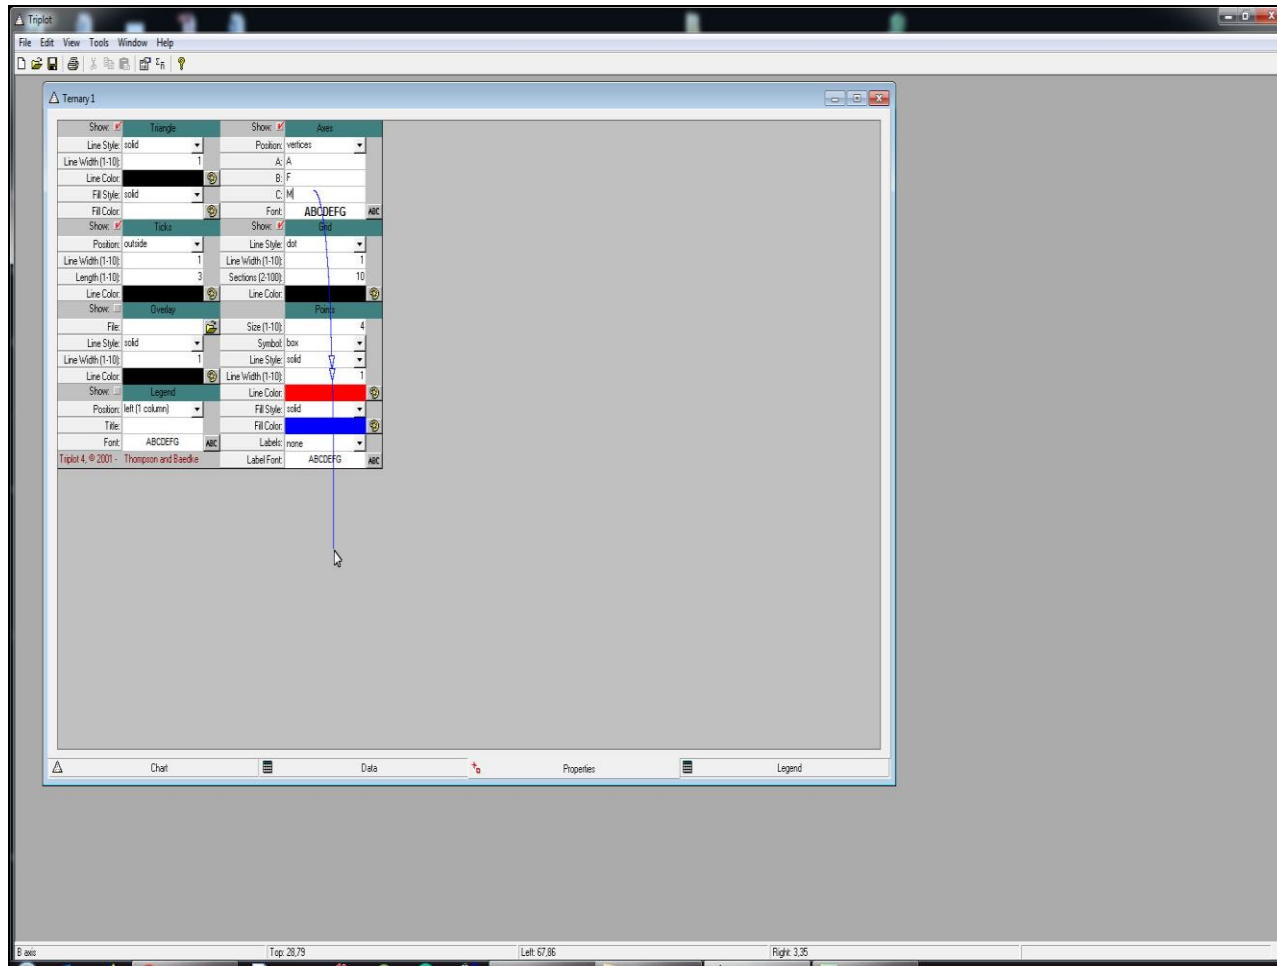 Triplot
File Edit View Tools Window Help
Ternary1
Show: Triangle Show: Axes
Line Style: solid Position: vertices
Line Width (1-10): 1 A: A
Line Color: B: F
Fill Style: solid C: M
Fill Color: Font: ABCDEFG ABC
Show: Ticks Show: Grid
Position: outside Line Style: dot
Line Width (1-10): 1 Line Width (1-10): 1
Length (1-10): 3 Sections (2-100): 10
Line Color: Line Color:
Show: Overlay Points
File: Size (1-10): 4
Line Style: solid Symbol: box
Line Width (1-10): 1 Line Style: solid
Line Color: Line Width (1-10): 1
Show: Legend Line Color:
Position: left (1 column) Fill Style: solid
Title: Fill Color:
Font: ABCDEFG ABC Labels: none
Triplot 4, © 2001 - Thompson and Baedke Label Font: ABCDEFG ABC
Chart Data Properties Legend
B axis Top: 28,79 Left: 67,86 Right: 3,35